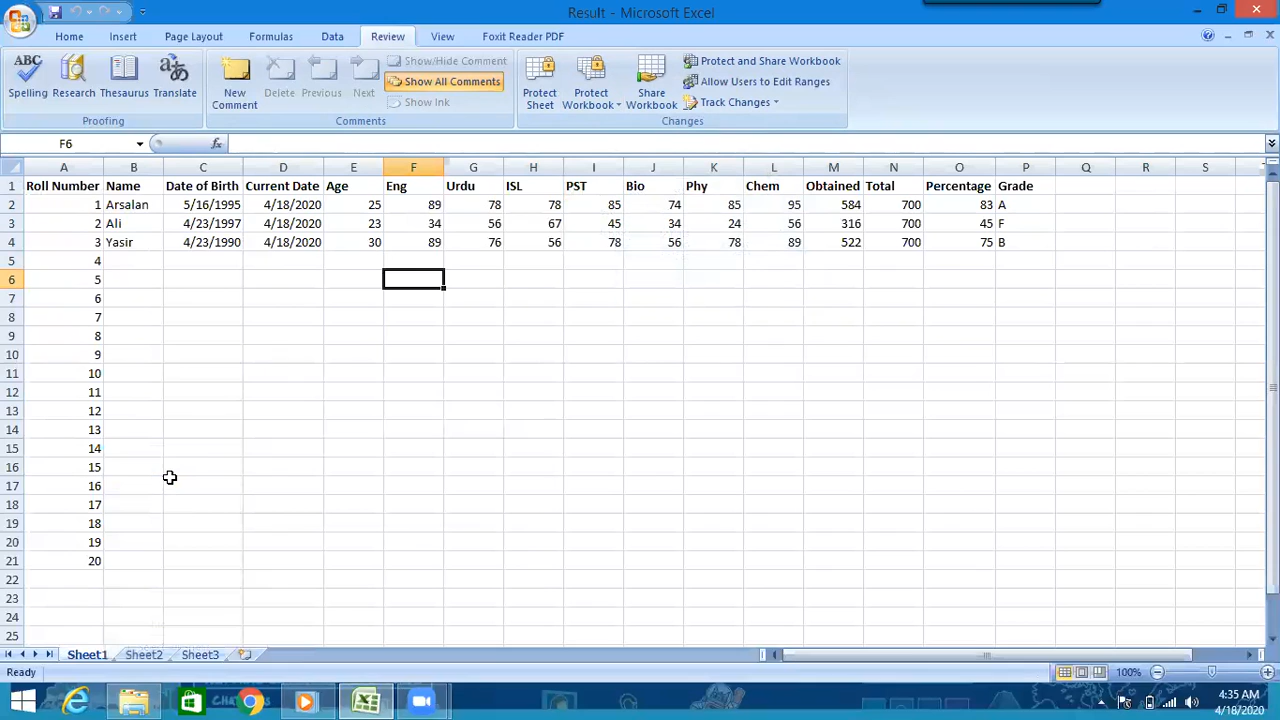 Result - Microsoft Excel
Home Insert Page Layout Formulas Data Review View Foxit Reader PDF
ABC Spelling Research Thesaurus Translate
Proofing
New Comment Delete Previous Next
Show/Hide Comment
Show All Comments
Show Ink
Comments
Protect Sheet Protect Workbook Share Workbook
Protect and Share Workbook
Allow Users to Edit Ranges
Track Changes
Changes
F6 fx
A B C D E F G H I J K L M N O P Q R S
1 Roll Number Name Date of Birth Current Date Age Eng Urdu ISL PST Bio Phy Chem Obtained Total Percentage Grade
2 1 Arsalan 5/16/1995 4/18/2020 25 89 78 78 85 74 85 95 584 700 83 A
3 2 Ali 4/23/1997 4/18/2020 23 34 56 67 45 34 24 56 316 700 45 F
4 3 Yasir 4/23/1990 4/18/2020 30 89 76 56 78 56 78 89 522 700 75 B
5 4
6 5
7 6
8 7
9 8
10 9
11 10
12 11
13 12
14 13
15 14
16 15
17 16
18 17
19 18
20 19
21 20
22
23
24
25
Sheet1 Sheet2 Sheet3
Ready 100%
4:35 AM
4/18/2020